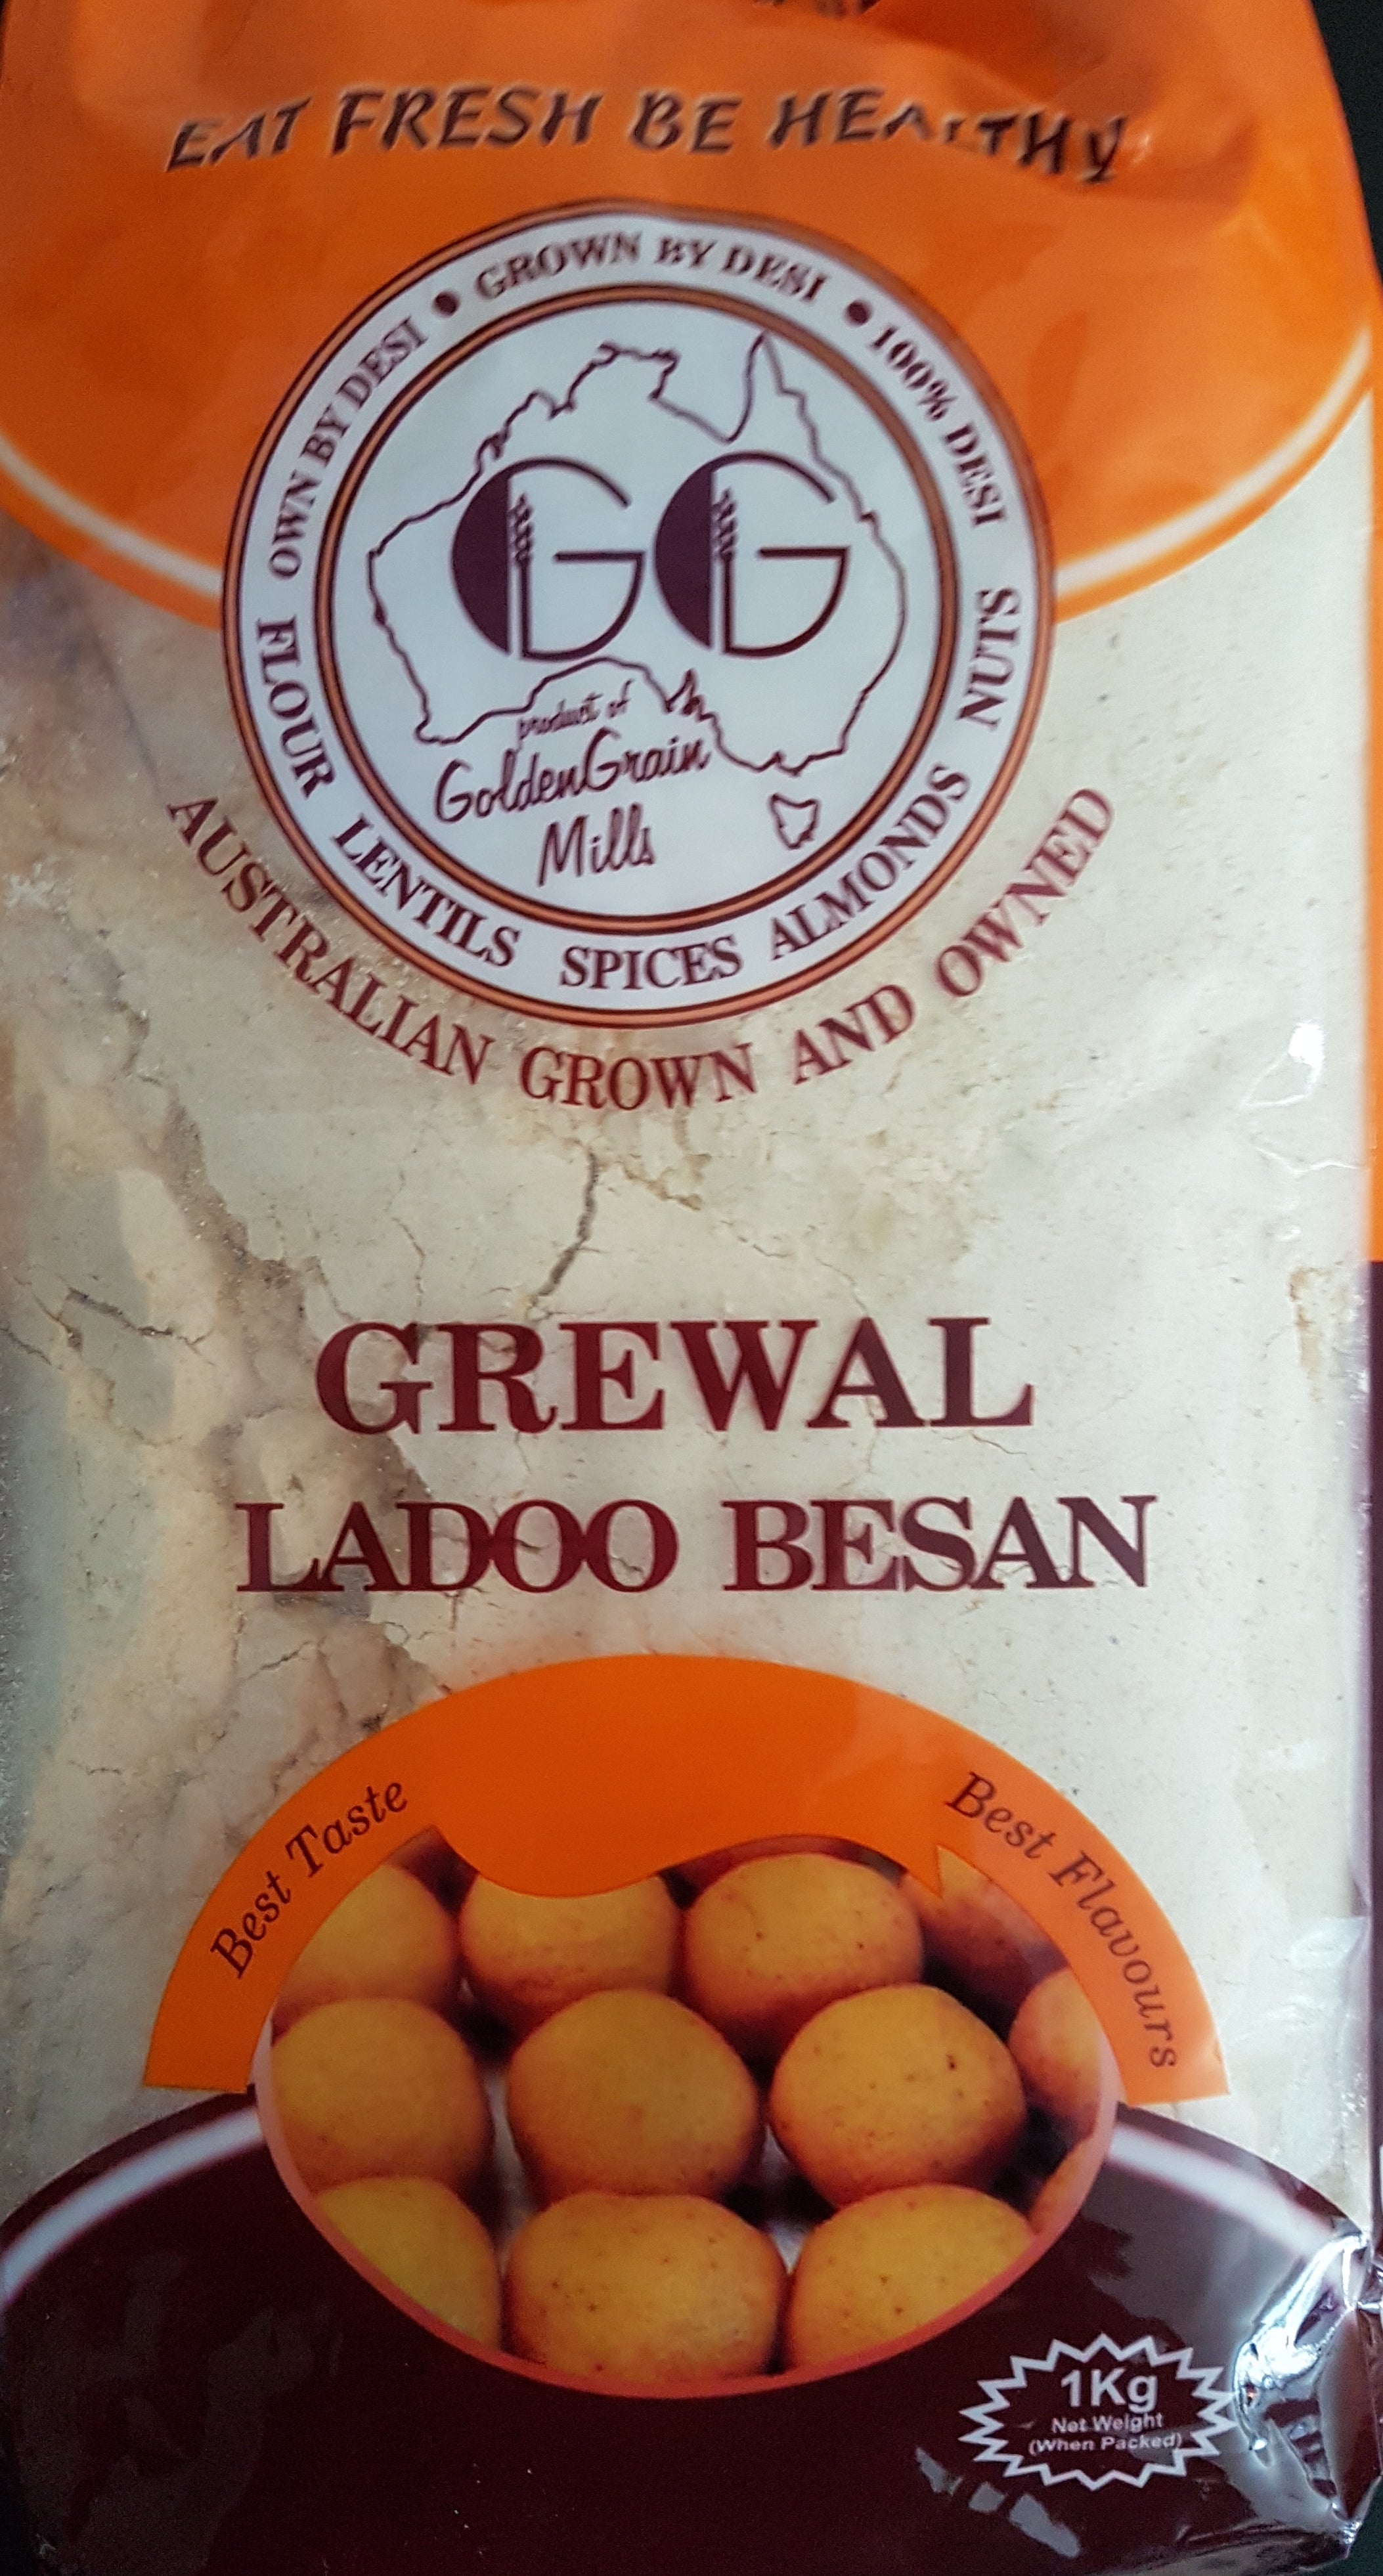 EAT FRESH BE HEALTHY
OWN BY DESI • GROWN BY DESI • 100% DESI
FLOUR LENTILS SPICES ALMONDS NUTS
GG
product of
GoldenGrain
Mills
AUSTRALIAN GROWN AND OWNED
GREWAL
LADOO BESAN
Best Taste
Best Flavours
1Kg
Net Weight
(When Packed)